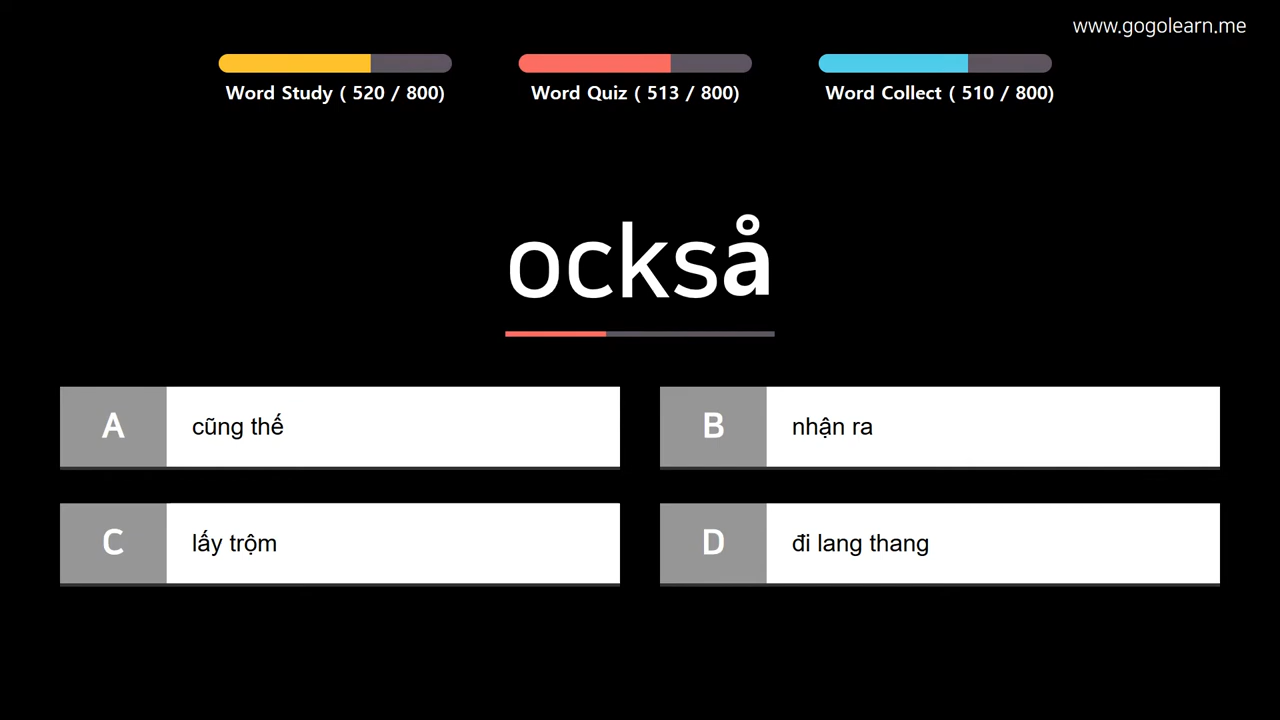 www.gogolearn.me
Word Study ( 520 / 800)
Word Quiz ( 513 / 800)
Word Collect ( 510 / 800)
också
A
cũng thế
B
nhận ra
C
lấy trộm
D
đi lang thang